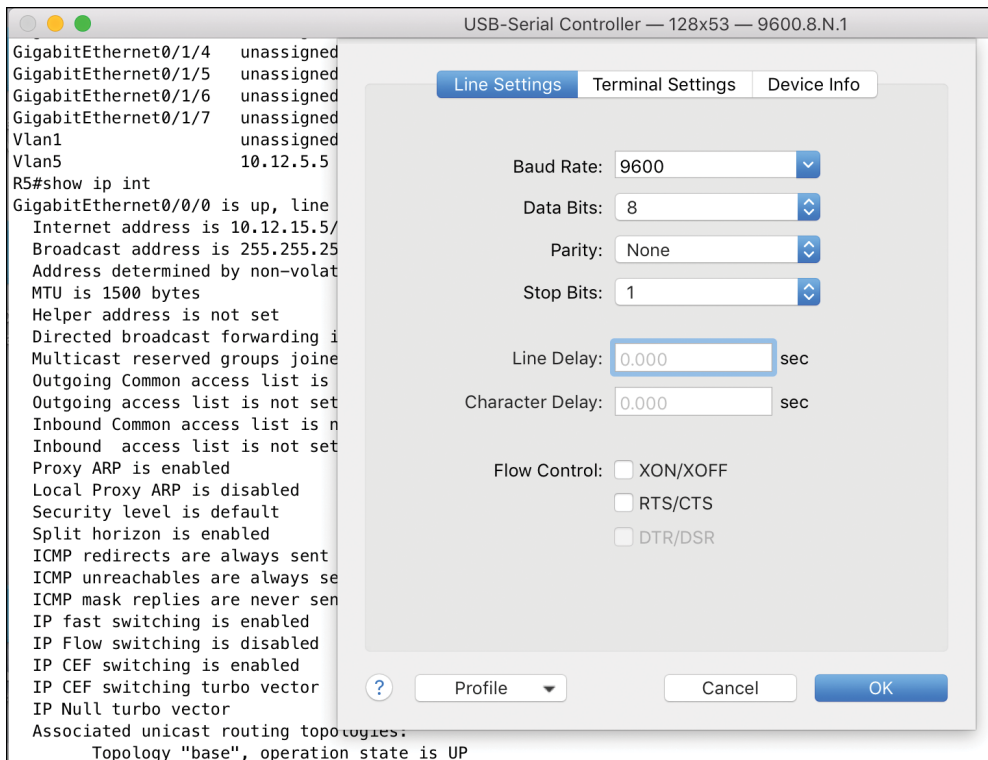 USB-Serial Controller — 128x53 — 9600.8.N.1
GigabitEthernet0/1/4 unassigned
GigabitEthernet0/1/5 unassigned
GigabitEthernet0/1/6 unassigned
GigabitEthernet0/1/7 unassigned
Vlan1 unassigned
Vlan5 10.12.5.5
R5#show ip int
GigabitEthernet0/0/0 is up, line
Internet address is 10.12.15.5/
Broadcast address is 255.255.25
Address determined by non-volat
MTU is 1500 bytes
Helper address is not set
Directed broadcast forwarding i
Multicast reserved groups joine
Outgoing Common access list is
Outgoing access list is not set
Inbound Common access list is n
Inbound  access list is not set
Proxy ARP is enabled
Local Proxy ARP is disabled
Security level is default
Split horizon is enabled
ICMP redirects are always sent
ICMP unreachables are always se
ICMP mask replies are never sen
IP fast switching is enabled
IP Flow switching is disabled
IP CEF switching is enabled
IP CEF switching turbo vector
IP Null turbo vector
Associated unicast routing topologies:
Topology "base", operation state is UP
Line Settings Terminal Settings Device Info
Baud Rate: 9600
Data Bits: 8
Parity: None
Stop Bits: 1
Line Delay: 0.000 sec
Character Delay: 0.000 sec
Flow Control: XON/XOFF
RTS/CTS
DTR/DSR
? Profile Cancel OK